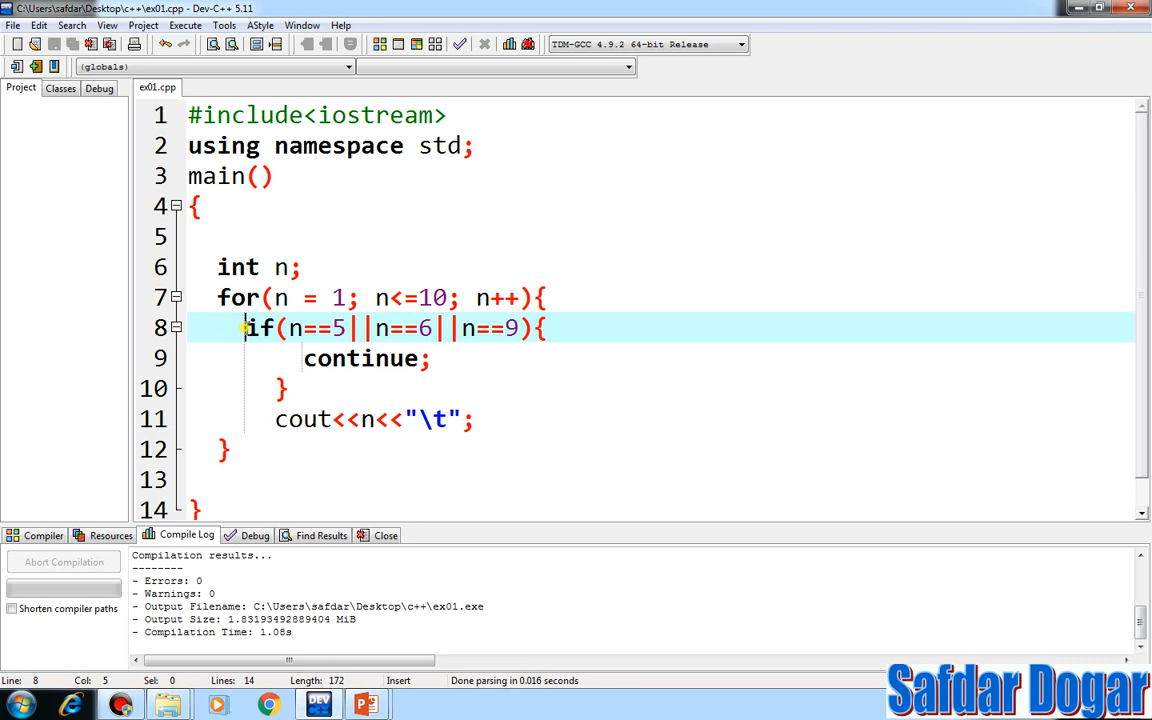 C:\Users\safdar\Desktop\c++\ex01.cpp - Dev-C++ 5.11
File Edit Search View Project Execute Tools AStyle Window Help
TDM-GCC 4.9.2 64-bit Release
(globals)
Project Classes Debug ex01.cpp
1 #include<iostream>
2 using namespace std;
3 main()
4 {
5
6 int n;
7 for(n = 1; n<=10; n++){
8 if(n==5||n==6||n==9){
9 continue;
10 }
11 cout<<n<<"\t";
12 }
13
14 }
Compiler Resources Compile Log Debug Find Results Close
Abort Compilation
Shorten compiler paths
Compilation results...
--------
- Errors: 0
- Warnings: 0
- Output Filename: C:\Users\safdar\Desktop\c++\ex01.exe
- Output Size: 1.83193492889404 MiB
- Compilation Time: 1.08s
Line: 8 Col: 5 Sel: 0 Lines: 14 Length: 172 Insert Done parsing in 0.016 seconds
DEV
Safdar Dogar